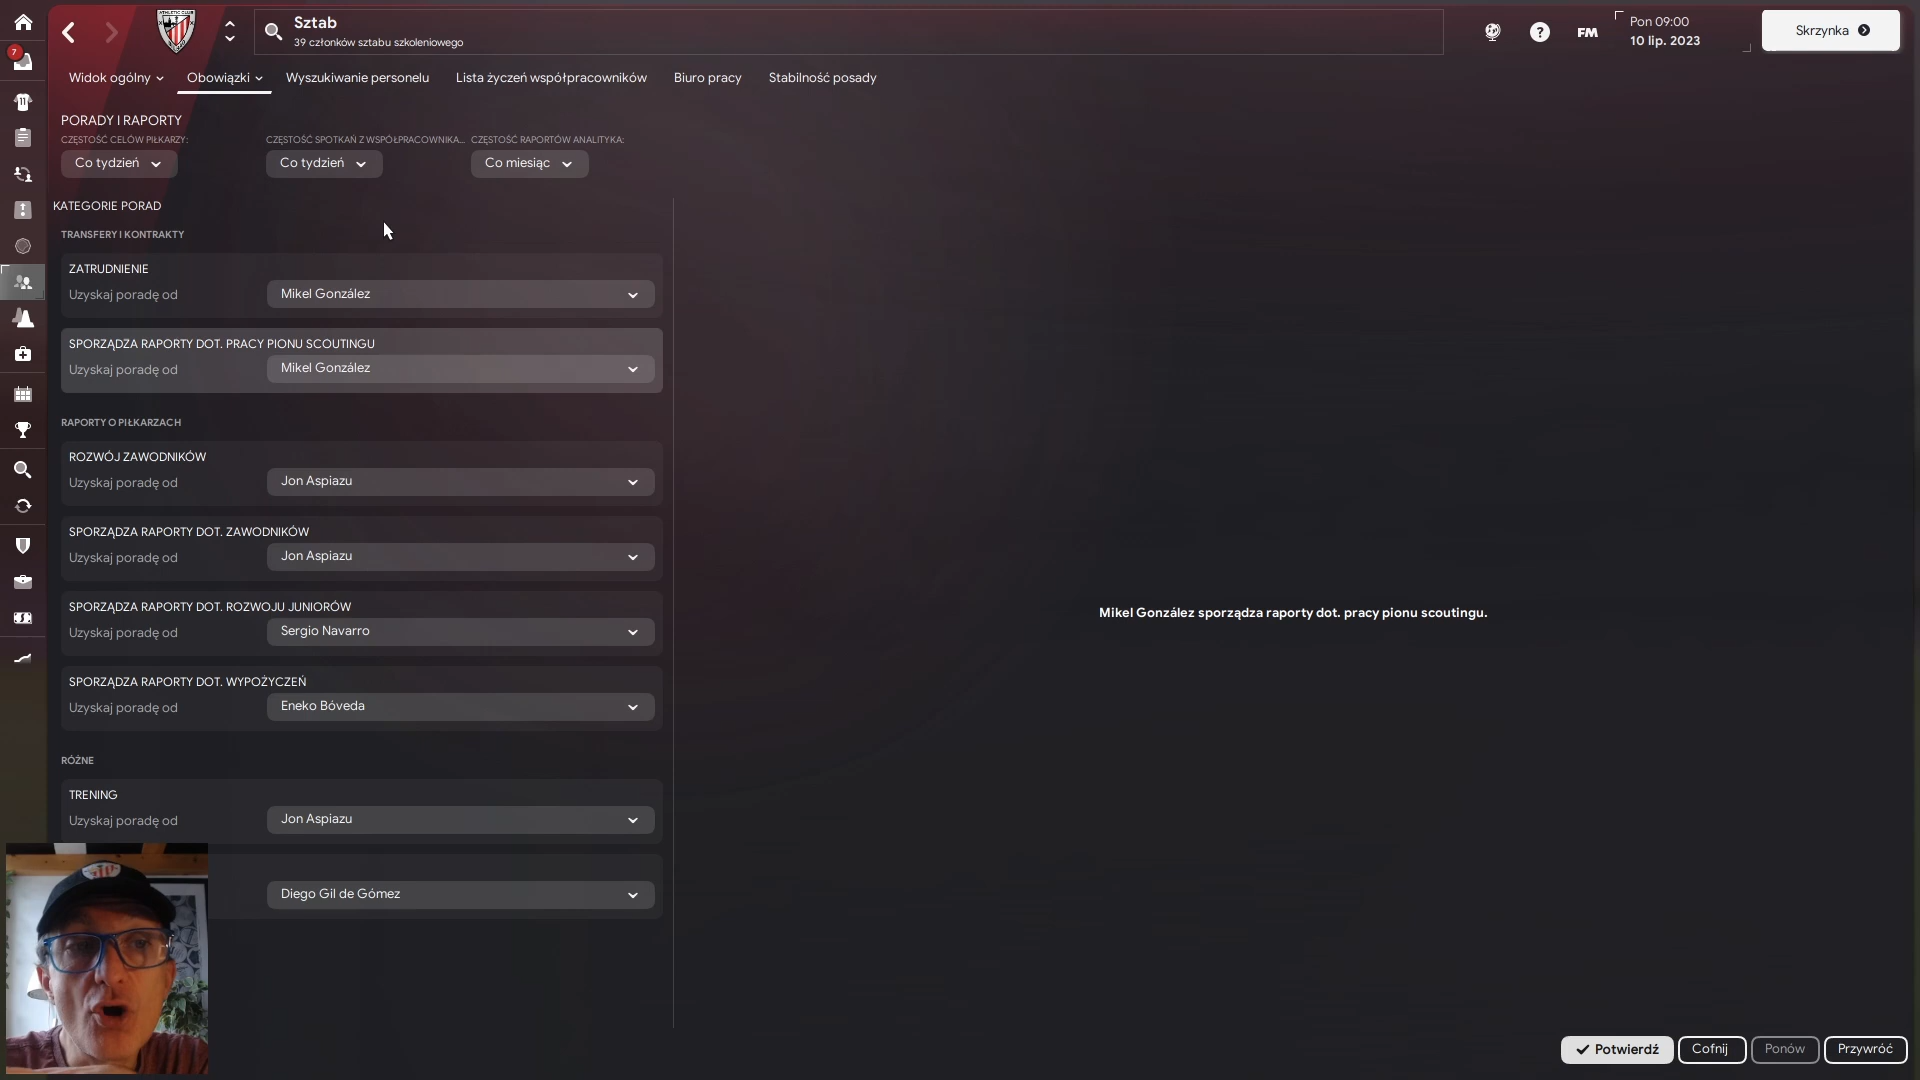 Sztab
39 członków sztabu szkoleniowego
FM
Pon 09:00
10 lip. 2023
Skrzynka
7
Widok ogólny
Obowiązki
Wyszukiwanie personelu
Lista życzeń współpracowników
Biuro pracy
Stabilność posady
PORADY I RAPORTY
CZĘSTOŚĆ CELÓW PIŁKARZY:
CZĘSTOŚĆ SPOTKAŃ Z WSPÓŁPRACOWNIKA...
CZĘSTOŚĆ RAPORTÓW ANALITYKA:
Co tydzień
Co tydzień
Co miesiąc
KATEGORIE PORAD
TRANSFERY I KONTRAKTY
ZATRUDNIENIE
Uzyskaj poradę od
Mikel González
SPORZĄDZA RAPORTY DOT. PRACY PIONU SCOUTINGU
Uzyskaj poradę od
Mikel González
RAPORTY O PIŁKARZACH
ROZWÓJ ZAWODNIKÓW
Uzyskaj poradę od
Jon Aspiazu
SPORZĄDZA RAPORTY DOT. ZAWODNIKÓW
Uzyskaj poradę od
Jon Aspiazu
SPORZĄDZA RAPORTY DOT. ROZWOJU JUNIORÓW
Uzyskaj poradę od
Sergio Navarro
SPORZĄDZA RAPORTY DOT. WYPOŻYCZEŃ
Uzyskaj poradę od
Eneko Bóveda
RÓŻNE
TRENING
Uzyskaj poradę od
Jon Aspiazu
Diego Gil de Gómez
Mikel González sporządza raporty dot. pracy pionu scoutingu.
Potwierdź
Cofnij
Ponów
Przywróć